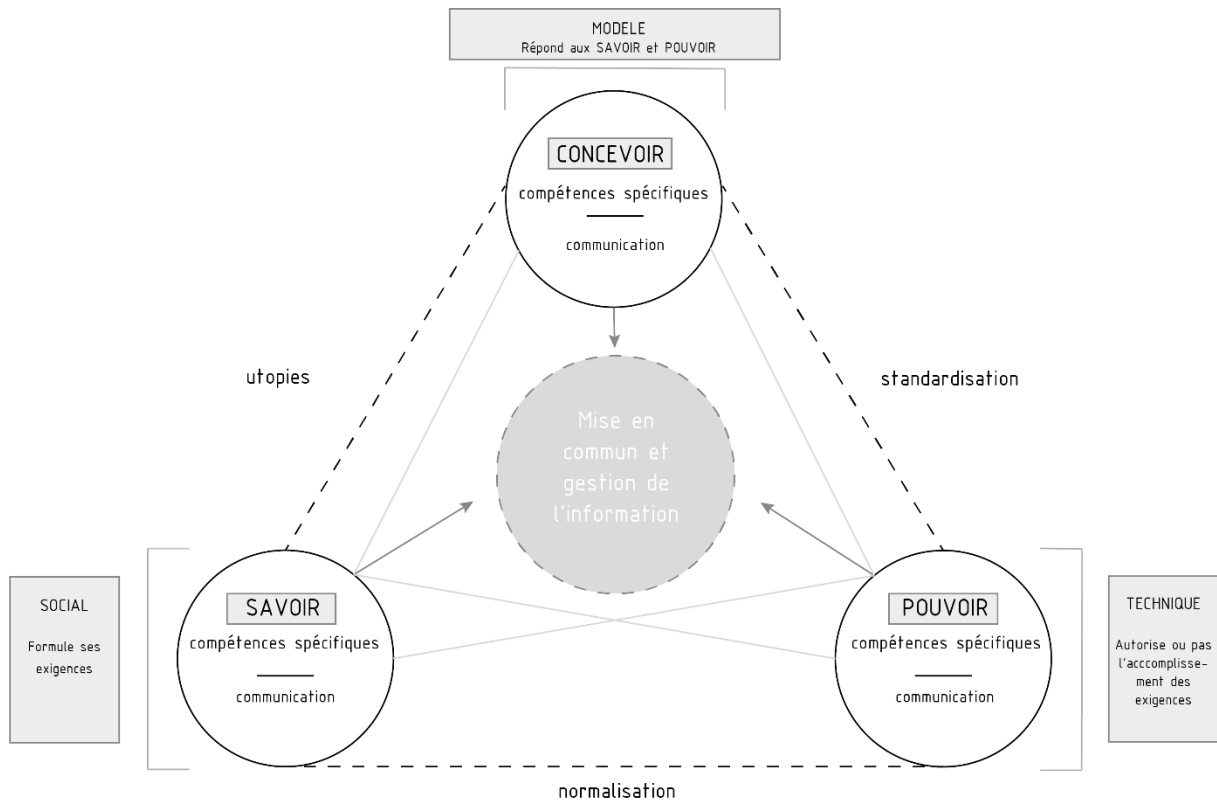 MODELE
Répond aux SAVOIR et POUVOIR
CONCEVOIR
compétences spécifiques
communication
utopies
standardisation
Mise en
commun et
gestion de
l'information
SOCIAL
Formule ses
exigences
SAVOIR
compétences spécifiques
communication
POUVOIR
compétences spécifiques
communication
TECHNIQUE
Autorise ou pas
l'acccomplisse-
ment des
exigences
normalisation